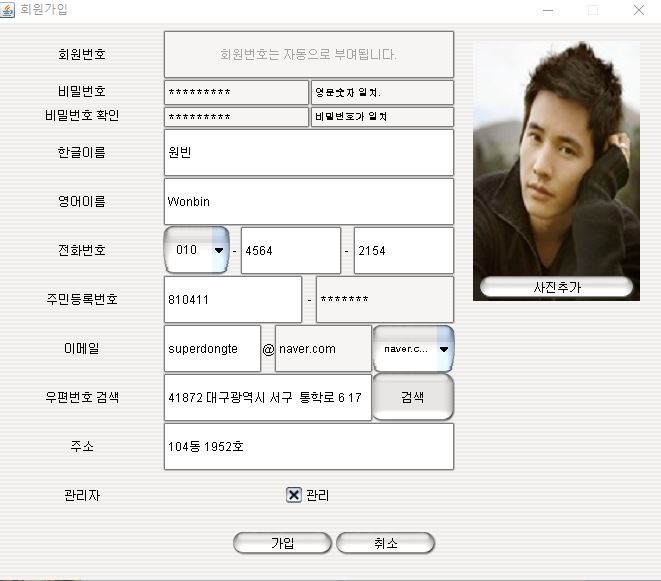 회원가입
회원번호 회원번호는 자동으로 부여됩니다.
비밀번호 ********* 영문숫자 일치.
비밀번호 확인 ********* 비밀번호가 일치
한글이름 원빈
영어이름 Wonbin
전화번호 010 - 4564 - 2154
주민등록번호 810411 - *******
이메일 superdongte @ naver.com naver.c...
우편번호 검색 41872 대구광역시 서구 통학로 6 17 검색
주소 104동 1952호
관리자 관리
사진추가
가입 취소